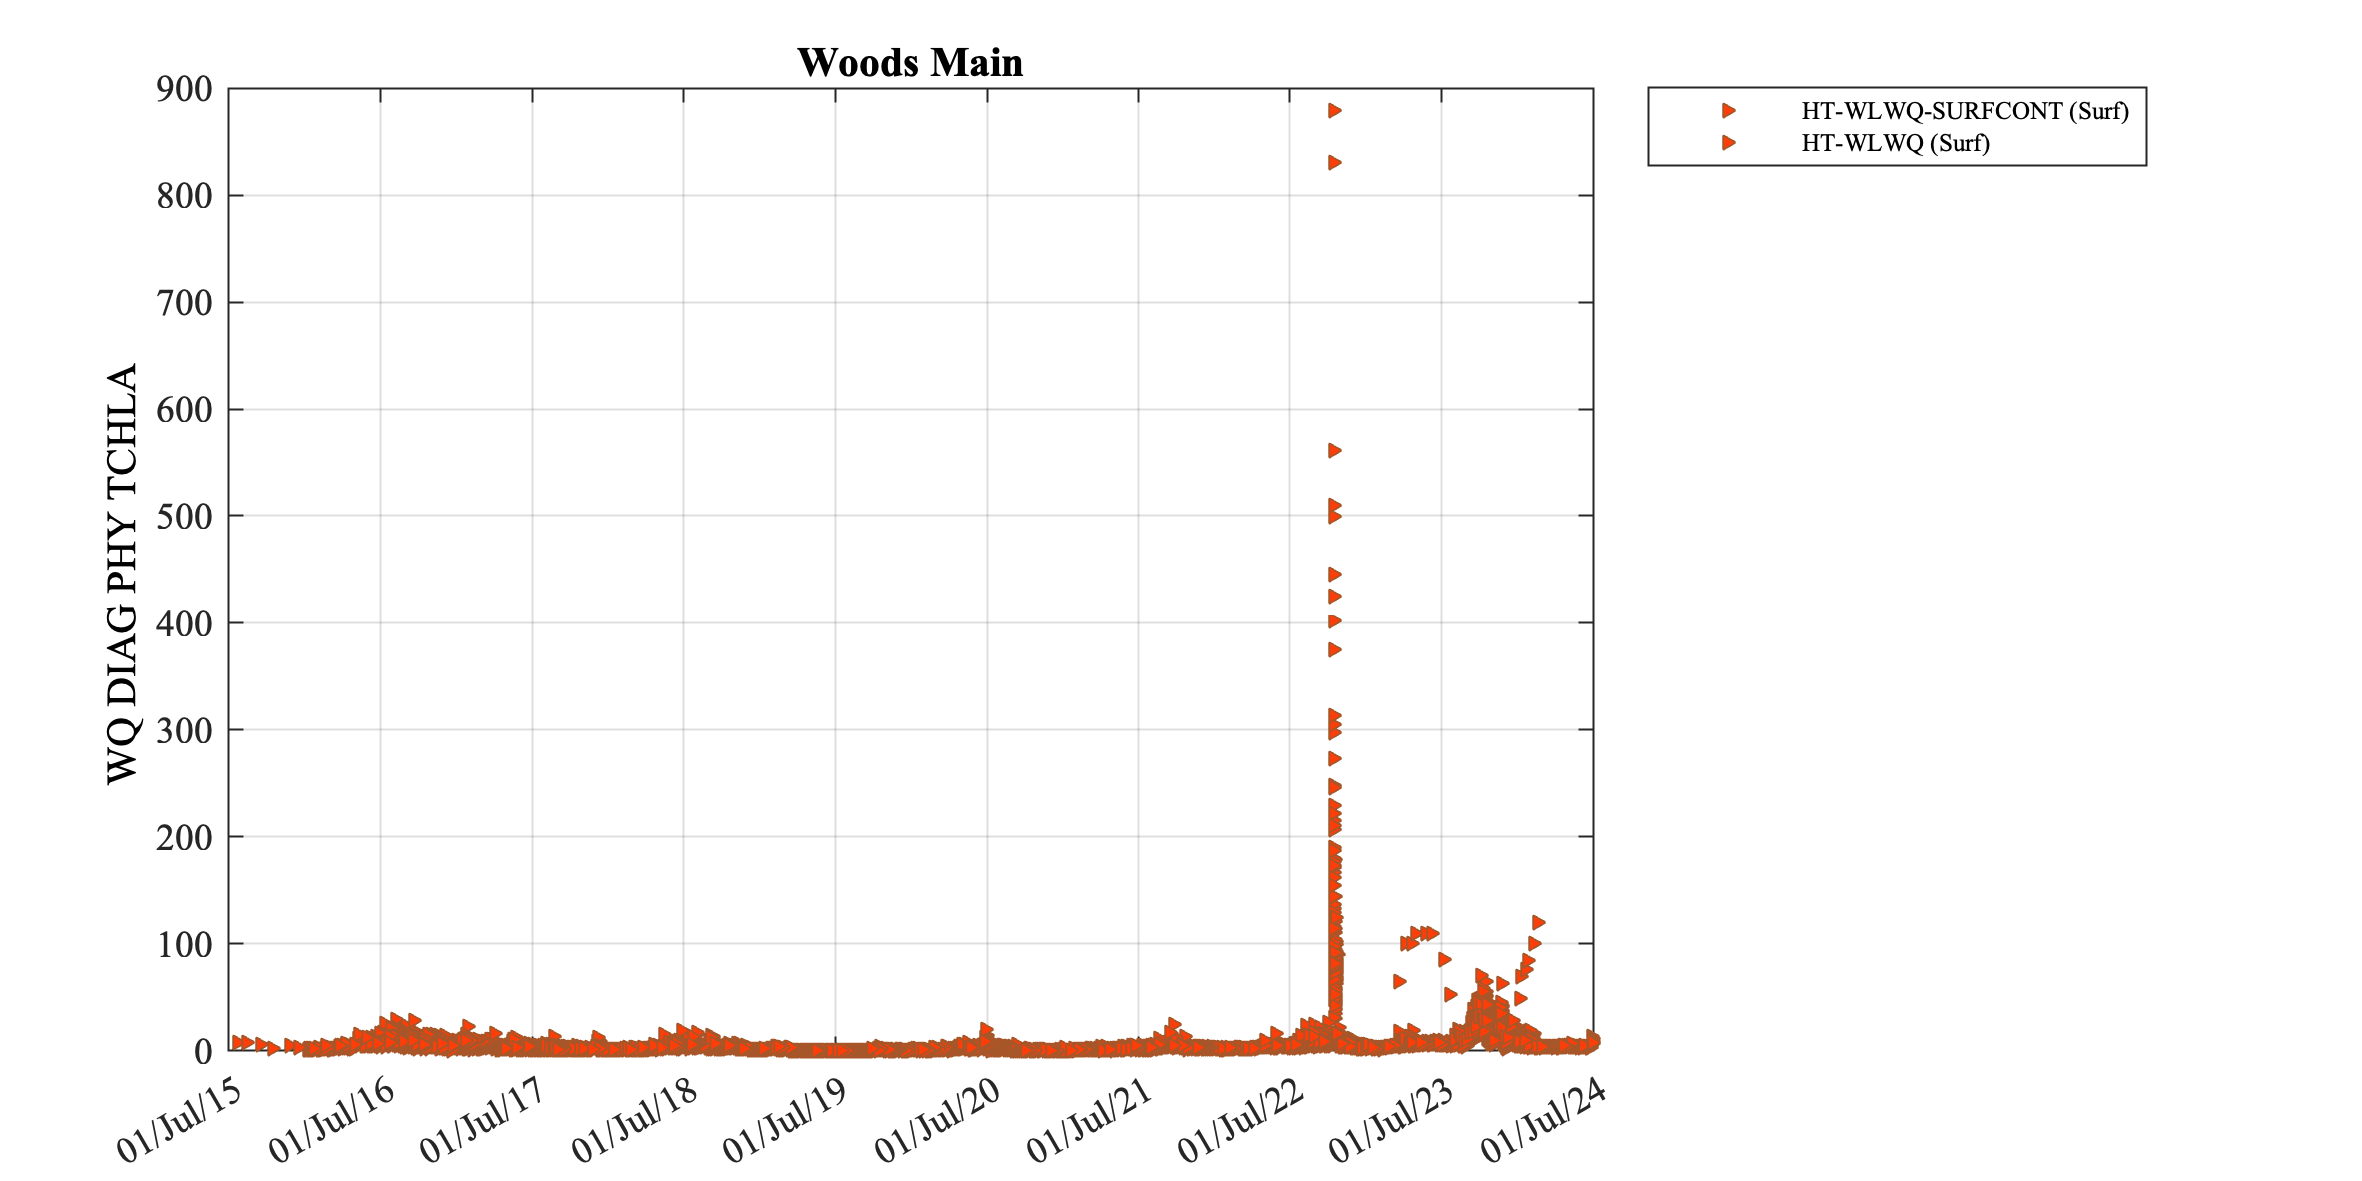 Woods Main
HT-WLWQ-SURFCONT (Surf)
HT-WLWQ (Surf)
WQ DIAG PHY TCHLA
900
800
700
600
500
400
300
200
100
0
01/Jul/15
01/Jul/16
01/Jul/17
01/Jul/18
01/Jul/19
01/Jul/20
01/Jul/21
01/Jul/22
01/Jul/23
01/Jul/24